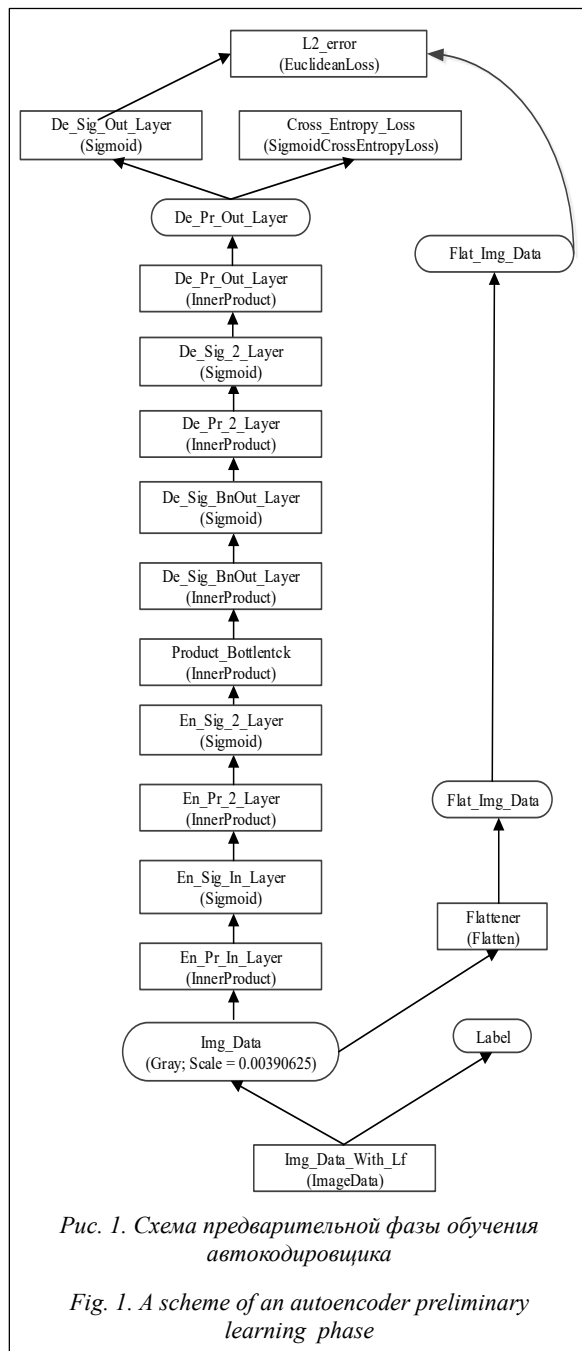 L2_error
(EuclideanLoss)
De_Sig_Out_Layer
(Sigmoid)
Cross_Entropy_Loss
(SigmoidCrossEntropyLoss)
De_Pr_Out_Layer
Flat_Img_Data
De_Pr_Out_Layer
(InnerProduct)
De_Sig_2_Layer
(Sigmoid)
De_Pr_2_Layer
(InnerProduct)
De_Sig_BnOut_Layer
(Sigmoid)
De_Sig_BnOut_Layer
(InnerProduct)
Product_Bottlentck
(InnerProduct)
En_Sig_2_Layer
(Sigmoid)
En_Pr_2_Layer
(InnerProduct)
Flat_Img_Data
En_Sig_In_Layer
(Sigmoid)
Flattener
(Flatten)
En_Pr_In_Layer
(InnerProduct)
Img_Data
(Gray; Scale = 0.00390625)
Label
Img_Data_With_Lf
(ImageData)
Рис. 1. Схема предварительной фазы обучения
автокодировщика
Fig. 1. A scheme of an autoencoder preliminary
learning phase